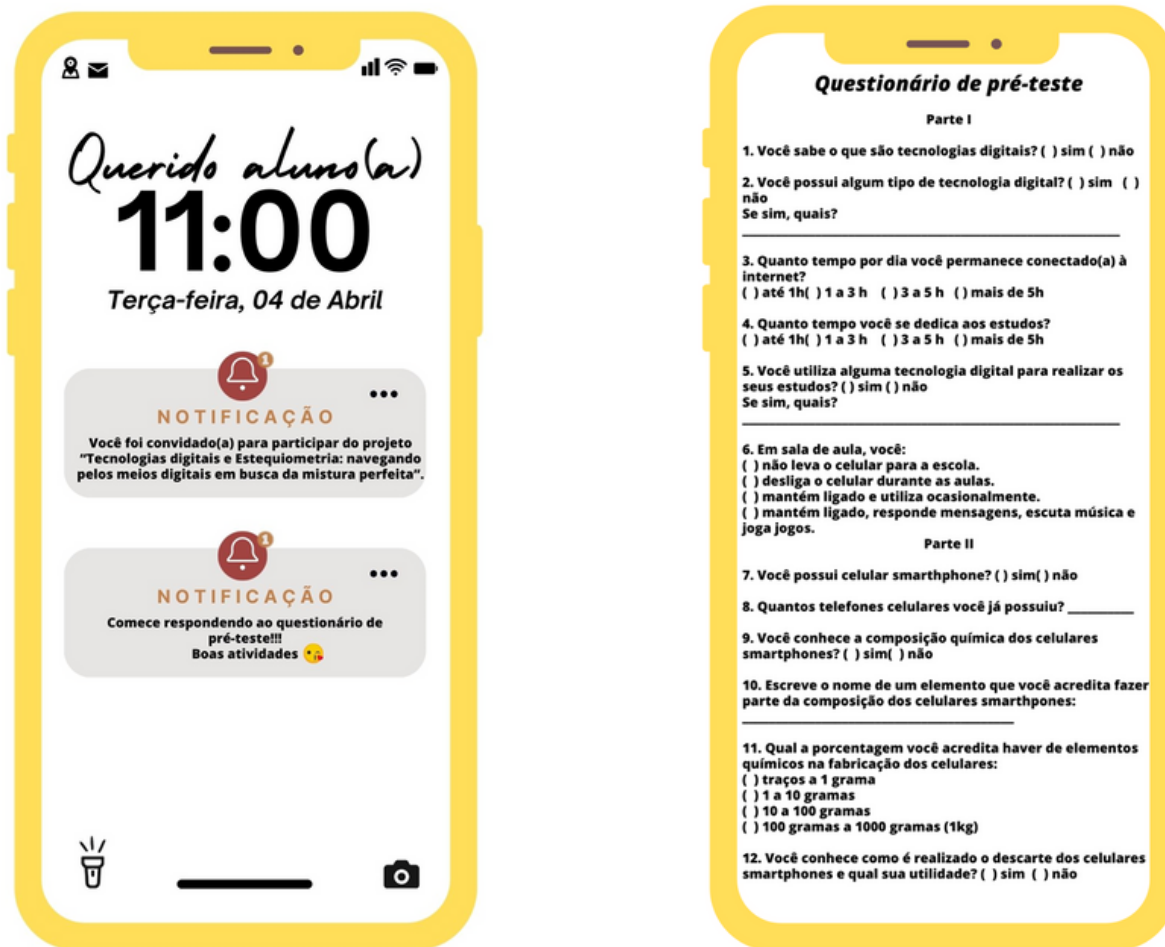 Querido aluno(a)
11:00
Terça-feira, 04 de Abril
1
NOTIFICAÇÃO
Você foi convidado(a) para participar do projeto
“Tecnologias digitais e Estequiometria: navegando
pelos meios digitais em busca da mistura perfeita”.
1
NOTIFICAÇÃO
Comece respondendo ao questionário de
pré-teste!!!
Boas atividades 😘
Questionário de pré-teste
Parte I
1. Você sabe o que são tecnologias digitais? ( ) sim ( ) não
2. Você possui algum tipo de tecnologia digital? ( ) sim ( )
não
Se sim, quais?
3. Quanto tempo por dia você permanece conectado(a) à
internet?
( ) até 1h( ) 1 a 3 h ( ) 3 a 5 h ( ) mais de 5h
4. Quanto tempo você se dedica aos estudos?
( ) até 1h( ) 1 a 3 h ( ) 3 a 5 h ( ) mais de 5h
5. Você utiliza alguma tecnologia digital para realizar os
seus estudos? ( ) sim ( ) não
Se sim, quais?
6. Em sala de aula, você:
( ) não leva o celular para a escola.
( ) desliga o celular durante as aulas.
( ) mantém ligado e utiliza ocasionalmente.
( ) mantém ligado, responde mensagens, escuta música e
joga jogos.
Parte II
7. Você possui celular smarthphone? ( ) sim( ) não
8. Quantos telefones celulares você já possuiu? __________
9. Você conhece a composição química dos celulares
smartphones? ( ) sim( ) não
10. Escreve o nome de um elemento que você acredita fazer
parte da composição dos celulares smarthpones:
11. Qual a porcentagem você acredita haver de elementos
químicos na fabricação dos celulares:
( ) traços a 1 grama
( ) 1 a 10 gramas
( ) 10 a 100 gramas
( ) 100 gramas a 1000 gramas (1kg)
12. Você conhece como é realizado o descarte dos celulares
smartphones e qual sua utilidade? ( ) sim ( ) não